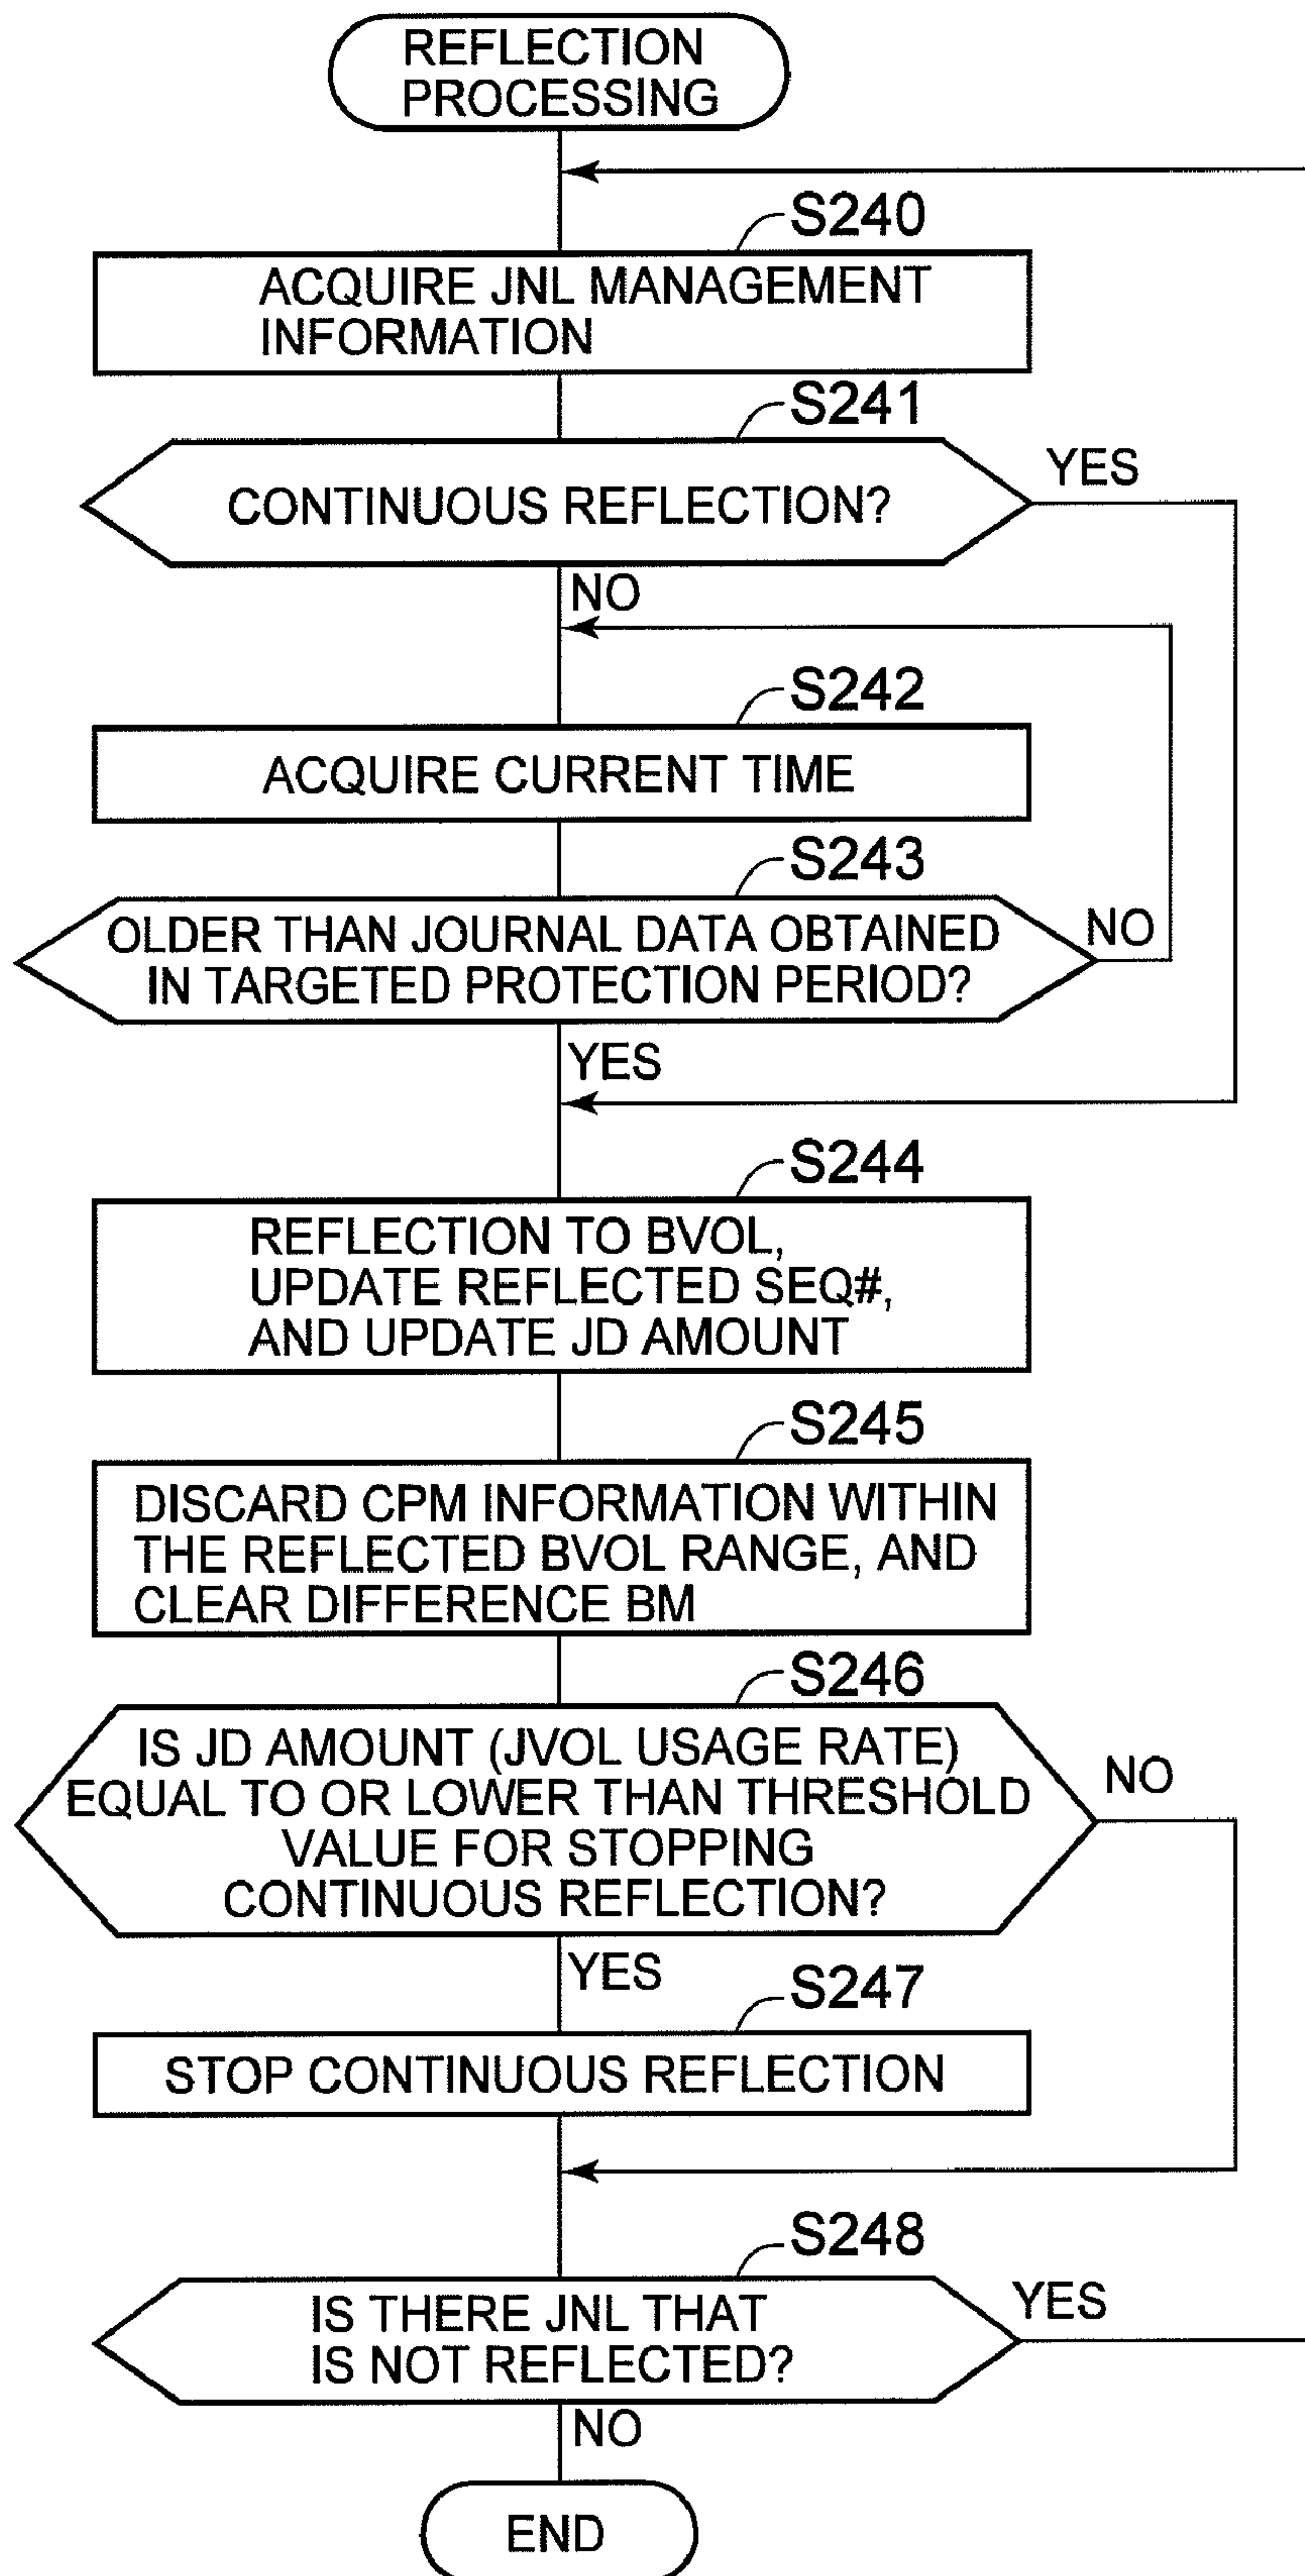 REFLECTION
PROCESSING
S240
ACQUIRE JNL MANAGEMENT
INFORMATION
S241
CONTINUOUS REFLECTION?
YES
NO
S242
ACQUIRE CURRENT TIME
S243
OLDER THAN JOURNAL DATA OBTAINED
IN TARGETED PROTECTION PERIOD?
NO
YES
S244
REFLECTION TO BVOL,
UPDATE REFLECTED SEQ#,
AND UPDATE JD AMOUNT
S245
DISCARD CPM INFORMATION WITHIN
THE REFLECTED BVOL RANGE, AND
CLEAR DIFFERENCE BM
S246
IS JD AMOUNT (JVOL USAGE RATE)
EQUAL TO OR LOWER THAN THRESHOLD
VALUE FOR STOPPING
CONTINUOUS REFLECTION?
NO
YES
S247
STOP CONTINUOUS REFLECTION
S248
IS THERE JNL THAT
IS NOT REFLECTED?
YES
NO
END